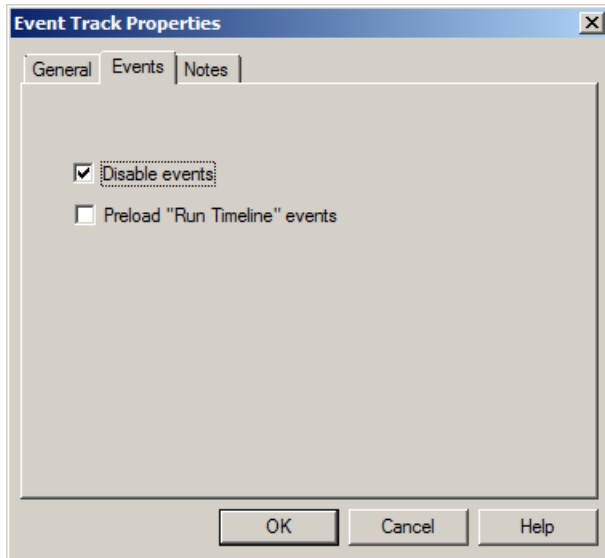 Event Track Properties
General Events Notes
Disable events
Preload "Run Timeline" events
OK Cancel Help